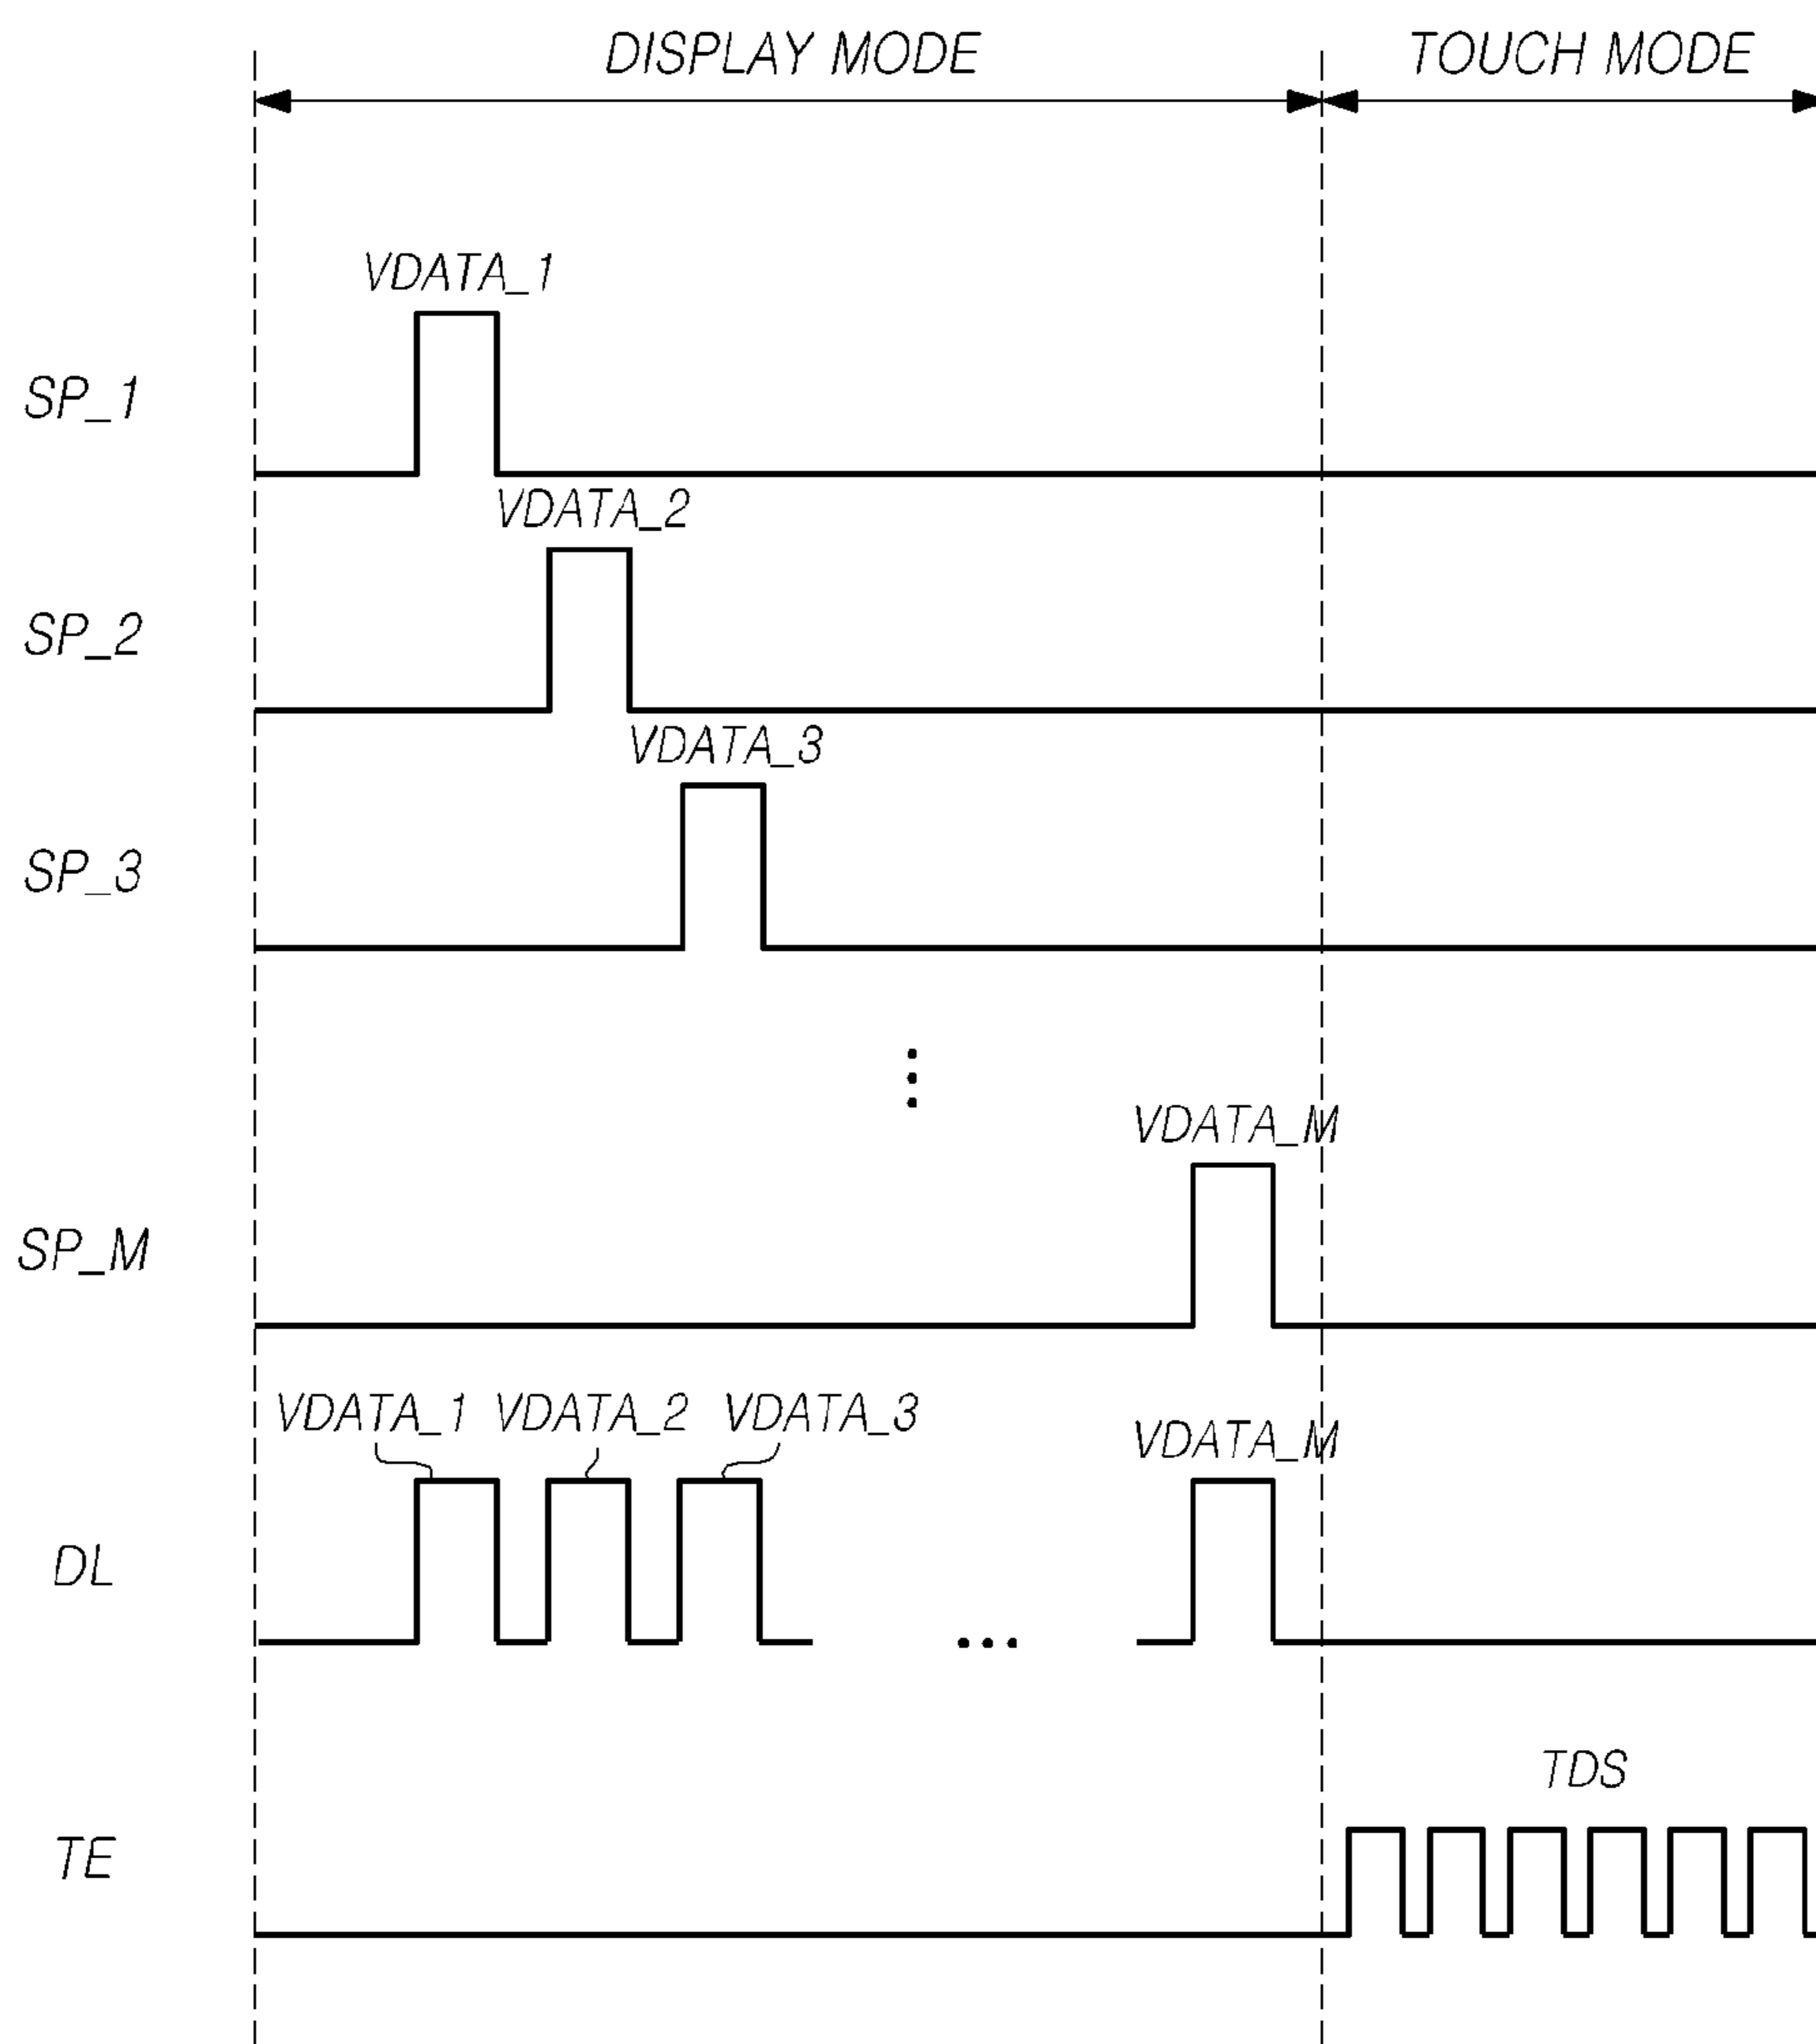 DISPLAY MODE TOUCH MODE
VDATA_1
SP_1
VDATA_2
SP_2
VDATA_3
SP_3
VDATA_M
SP_M
VDATA_1 VDATA_2 VDATA_3 VDATA_M
DL
TDS
TE